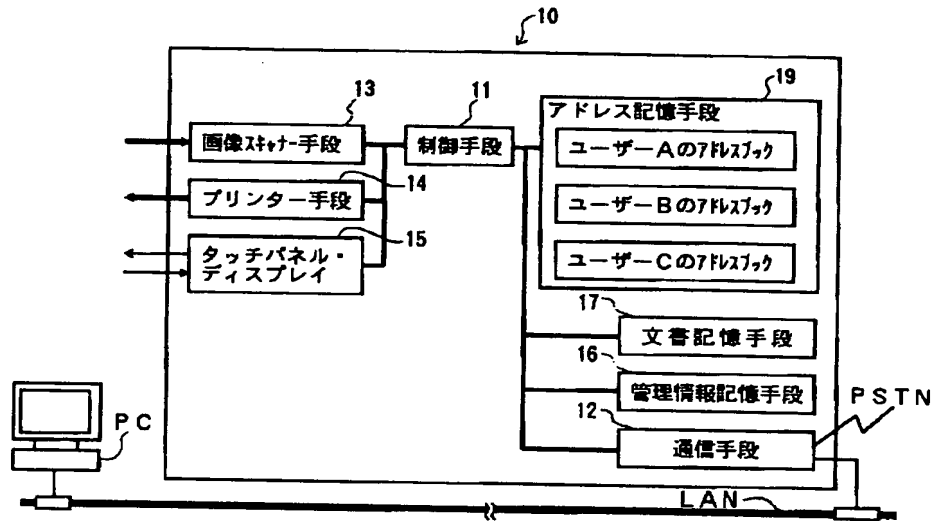 10
13
画像スキャナー手段
11
制御手段
19
アドレス記憶手段
ユーザーAのアドレスブック
ユーザーBのアドレスブック
ユーザーCのアドレスブック
14
プリンター手段
15
タッチパネル・
ディスプレイ
17
文書記憶手段
16
管理情報記憶手段
12
通信手段
PSTN
PC
LAN